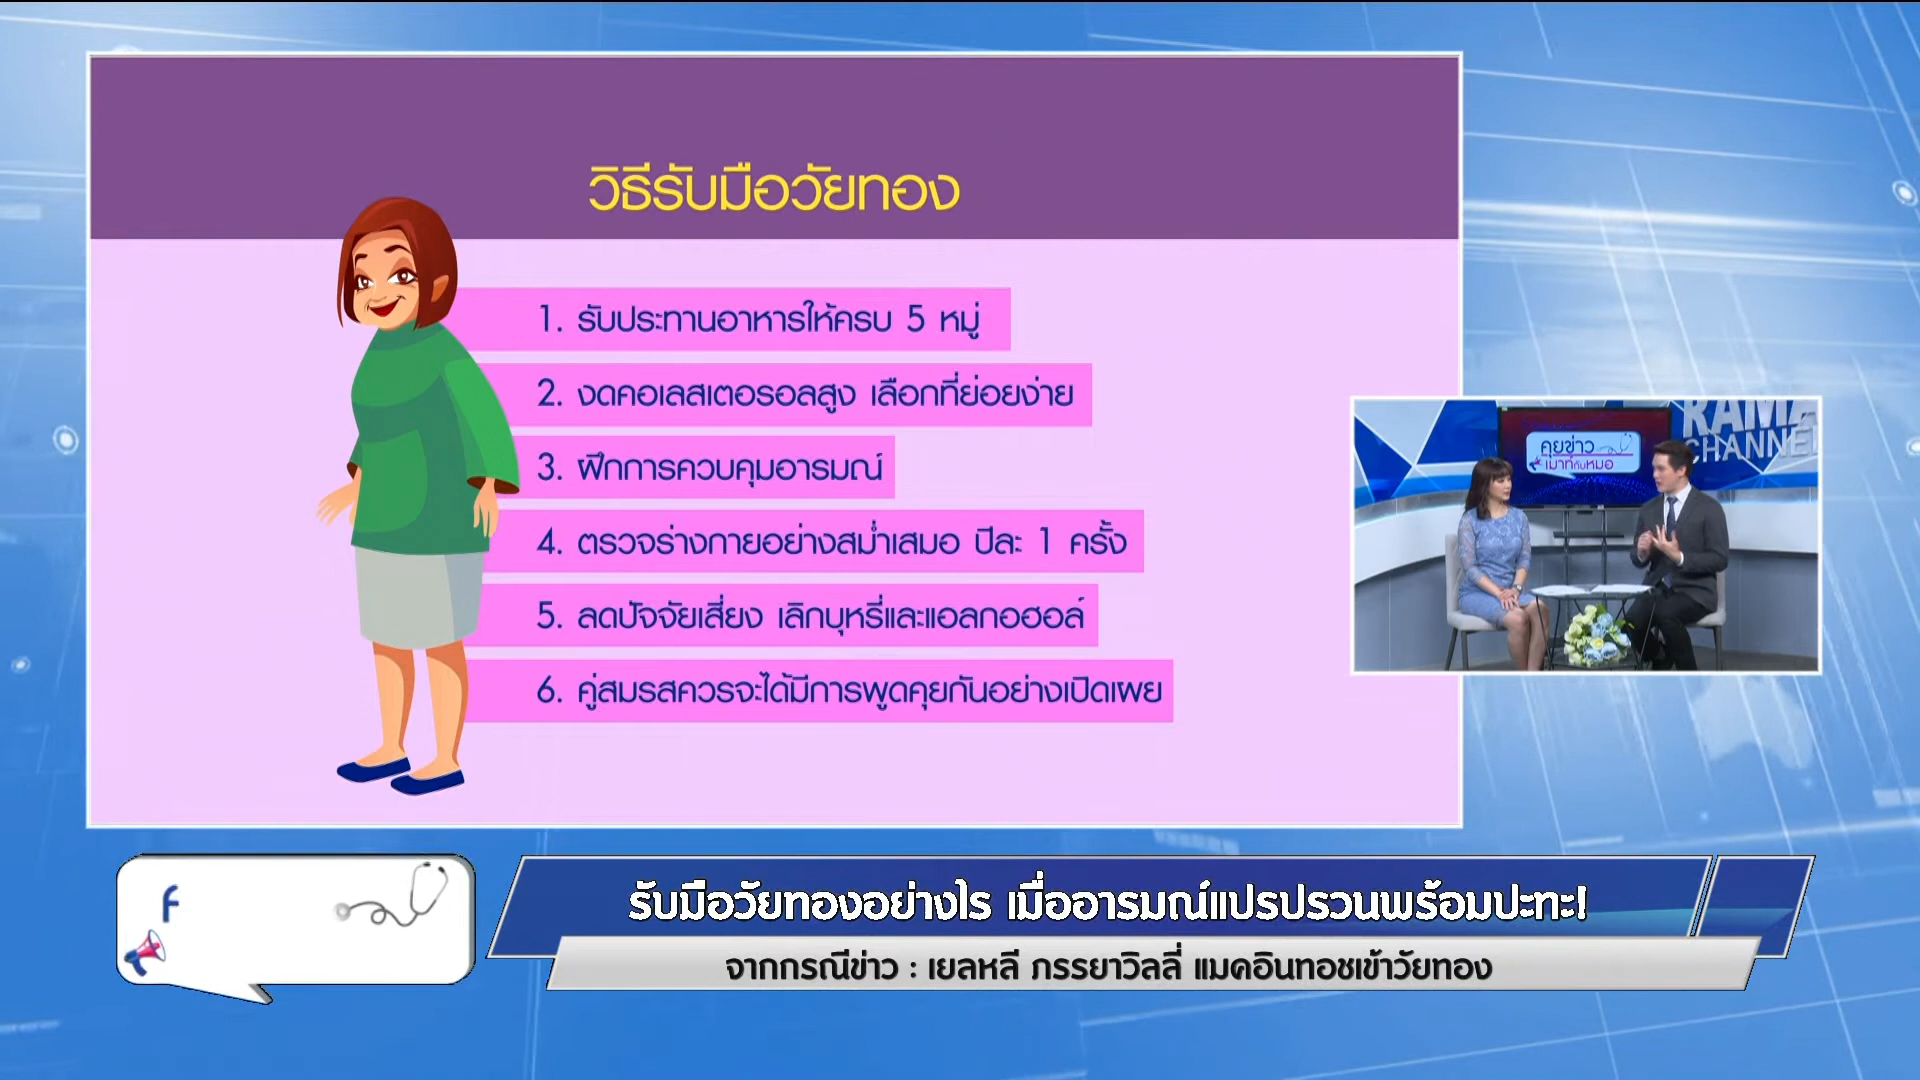 วิธีรับมือวัยทอง
1. รับประทานอาหารให้ครบ 5 หมู่
2. งดคอเลสเตอรอลสูง เลือกที่ย่อยง่าย
3. ฝึกการควบคุมอารมณ์
4. ตรวจร่างกายอย่างสม่ำเสมอ ปีละ 1 ครั้ง
5. ลดปัจจัยเสี่ยง เลิกบุหรี่และแอลกอฮอล์
6. คู่สมรสควรจะได้มีการพูดคุยกันอย่างเปิดเผย
RAMA
CHANNEL
คุยข่าว
เมาท์กับหมอ
f
รับมือวัยทองอย่างไร เมื่ออารมณ์แปรปรวนพร้อมปะทะ!
จากกรณีข่าว : เยลหลี ภรรยาวิลลี่ แมคอินทอชเข้าวัยทอง